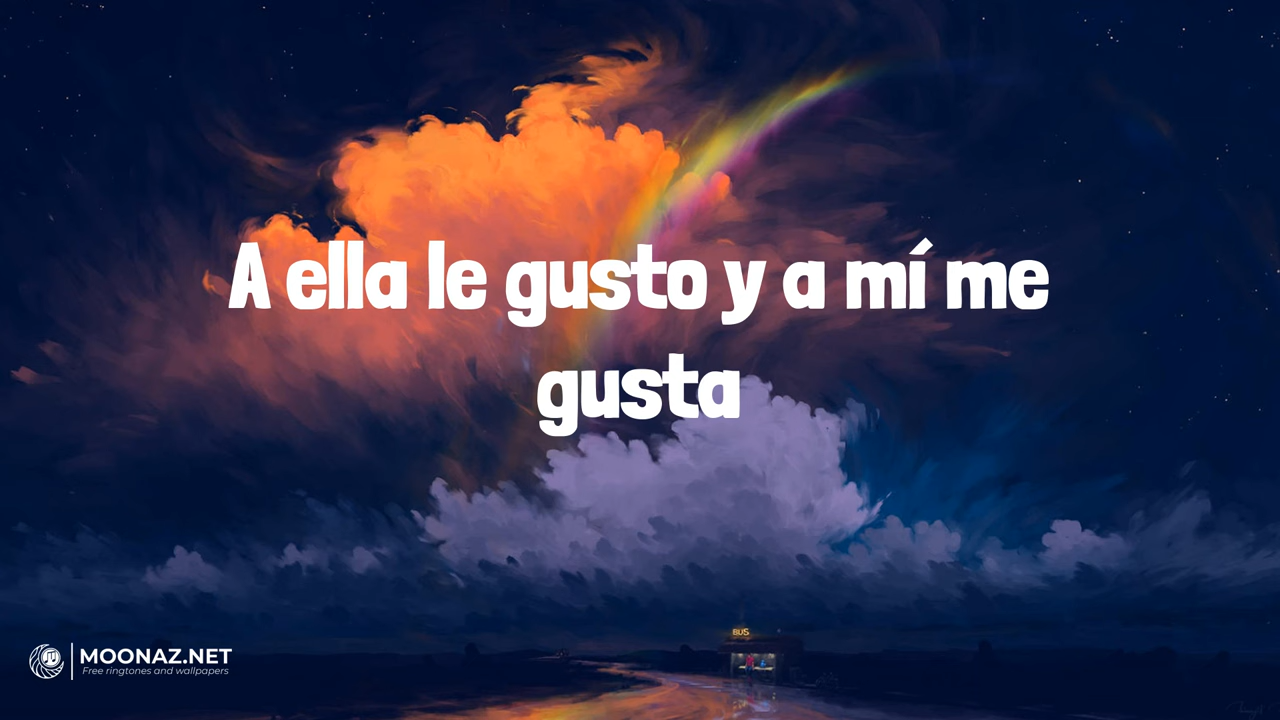 A ella le gusto y a mí me
gusta
BUS
MOONAZ.NET
Free ringtones and wallpapers